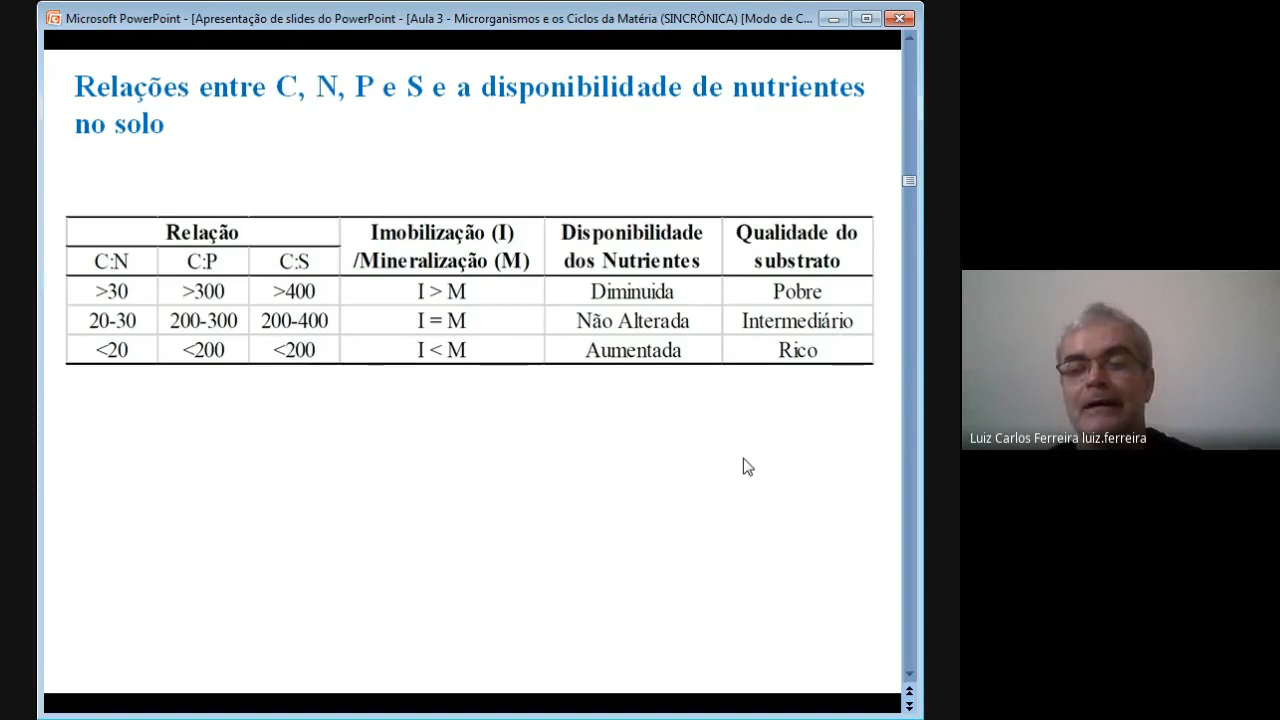 Microsoft PowerPoint - [Apresentação de slides do PowerPoint - [Aula 3 - Microrganismos e os Ciclos da Matéria (SINCRÔNICA) [Modo de C...
Relações entre C, N, P e S e a disponibilidade de nutrientes
no solo
Relação Imobilização (I) Disponibilidade Qualidade do
C:N C:P C:S /Mineralização (M) dos Nutrientes substrato
>30 >300 >400 I > M Diminuida Pobre
20-30 200-300 200-400 I = M Não Alterada Intermediário
<20 <200 <200 I < M Aumentada Rico
Luiz Carlos Ferreira luiz.ferreira